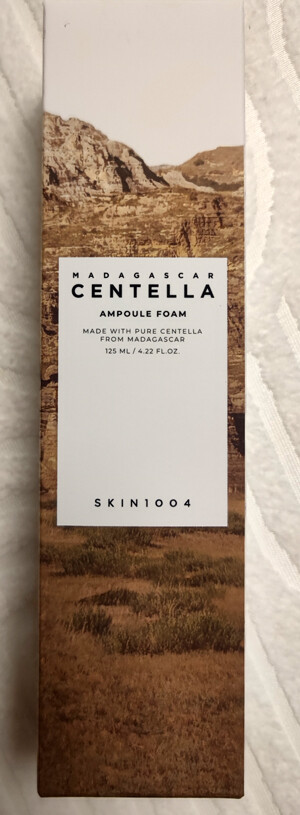 MADAGASCAR
CENTELLA
AMPOULE FOAM
MADE WITH PURE CENTELLA
FROM MADAGASCAR
125 ML / 4.22 FL.OZ.
SKIN1004